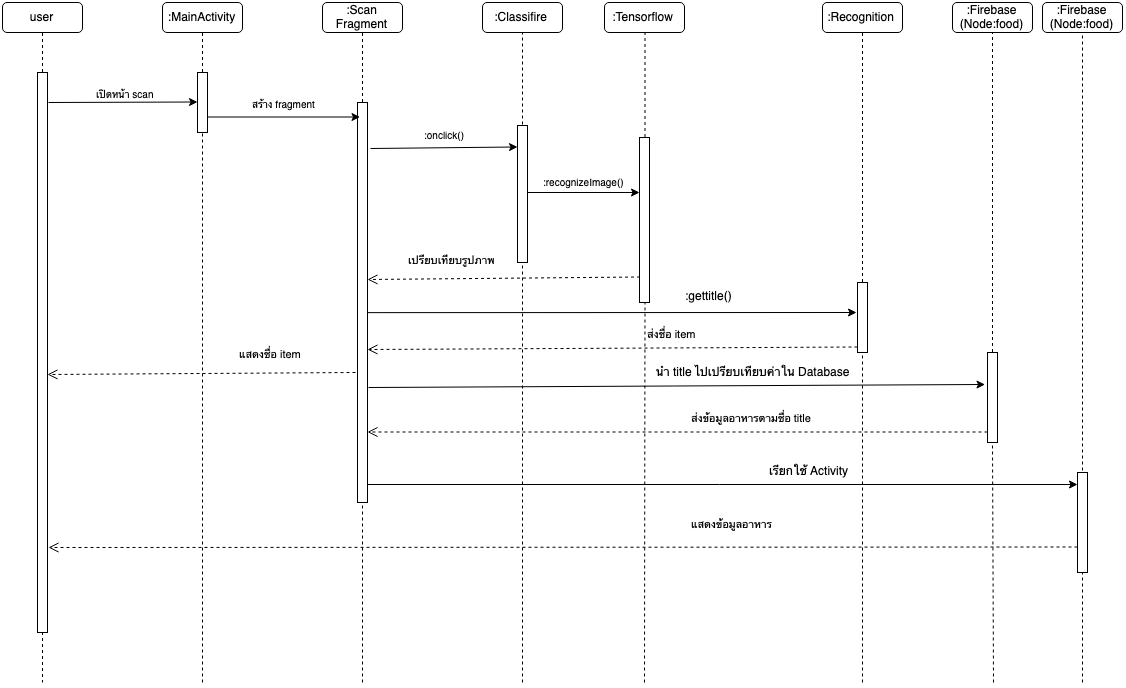 user
:MainActivity
:Scan
Fragment
:Classifire
:Tensorflow
:Recognition
:Firebase
(Node:food)
:Firebase
(Node:food)
เปิดหน้า scan
สร้าง fragment
:onclick()
:recognizeImage()
เปรียบเทียบรูปภาพ
:gettitle()
ส่งชื่อ item
แสดงชื่อ item
นำ title ไปเปรียบเทียบค่าใน Database
ส่งข้อมูลอาหารตามชื่อ title
เรียกใช้ Activity
แสดงข้อมูลอาหาร